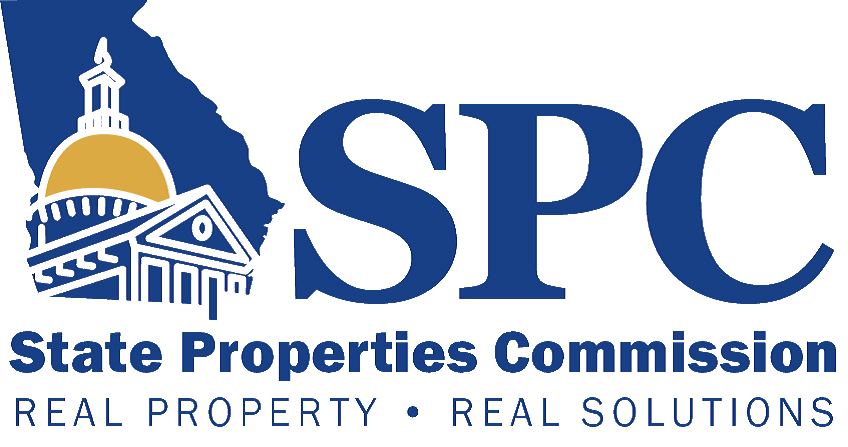 SPC
State Properties Commission
REAL PROPERTY • REAL SOLUTIONS